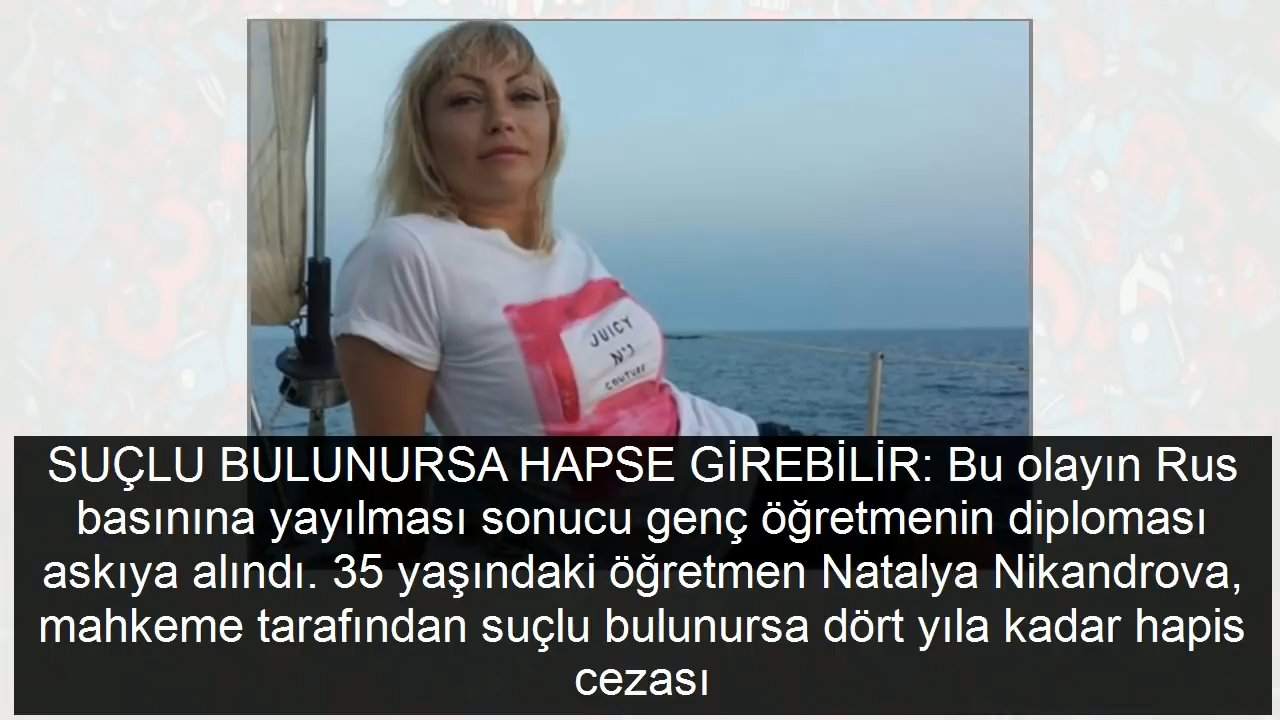 JUICY
COUTURE
SUÇLU BULUNURSA HAPSE GİREBİLİR: Bu olayın Rus
basınına yayılması sonucu genç öğretmenin diploması
askıya alındı. 35 yaşındaki öğretmen Natalya Nikandrova,
mahkeme tarafından suçlu bulunursa dört yıla kadar hapis
cezası